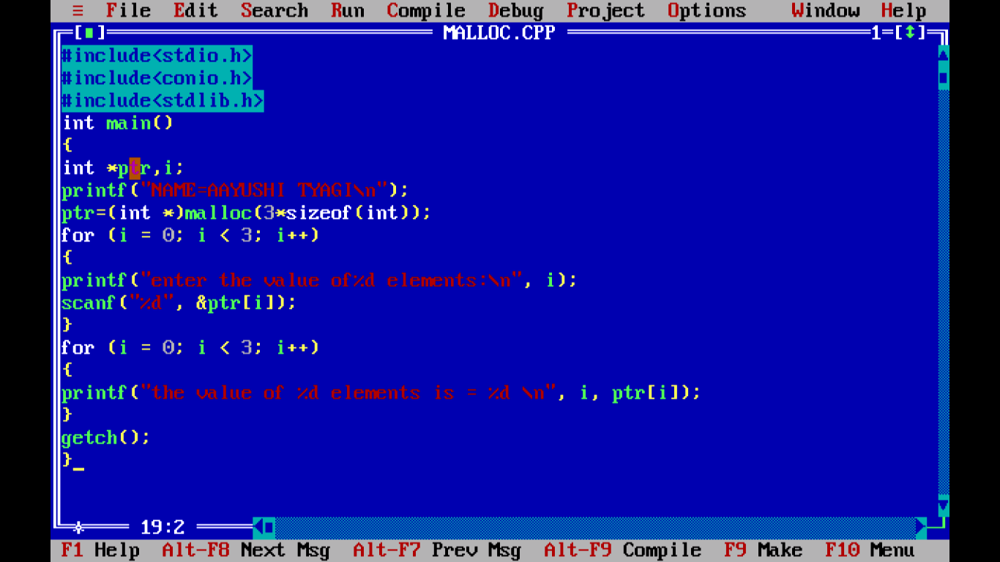 ≡ File Edit Search Run Compile Debug Project Options Window Help
[■] MALLOC.CPP 1=[↕]
#include<stdio.h>
#include<conio.h>
#include<stdlib.h>
int main()
{
int *ptr,i;
printf("NAME=AAYUSHI TYAGI\n");
ptr=(int *)malloc(3*sizeof(int));
for (i = 0; i < 3; i++)
{
printf("enter the value of%d elements:\n", i);
scanf("%d", &ptr[i]);
}
for (i = 0; i < 3; i++)
{
printf("the value of %d elements is = %d \n", i, ptr[i]);
}
getch();
}_
19:2
F1 Help Alt-F8 Next Msg Alt-F7 Prev Msg Alt-F9 Compile F9 Make F10 Menu